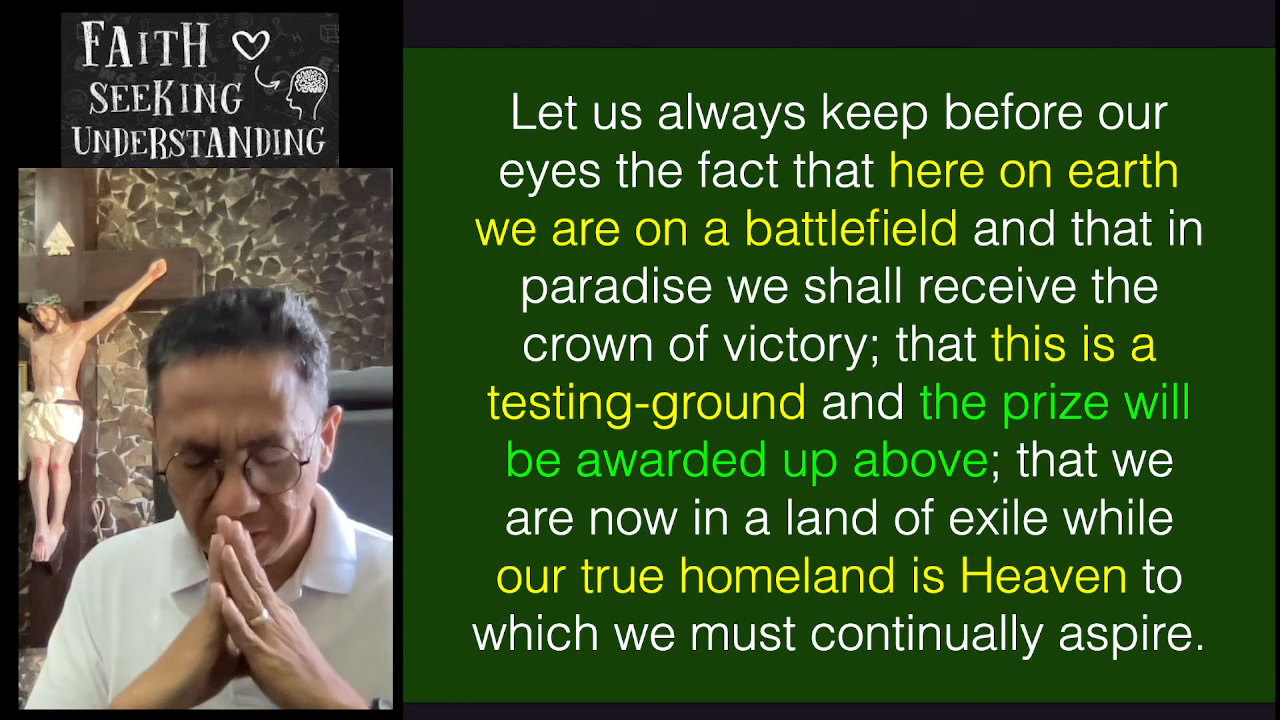 FAITH
SEEKING
UNDERSTANDING
Let us always keep before our
eyes the fact that here on earth
we are on a battlefield and that in
paradise we shall receive the
crown of victory; that this is a
testing-ground and the prize will
be awarded up above; that we
are now in a land of exile while
our true homeland is Heaven to
which we must continually aspire.